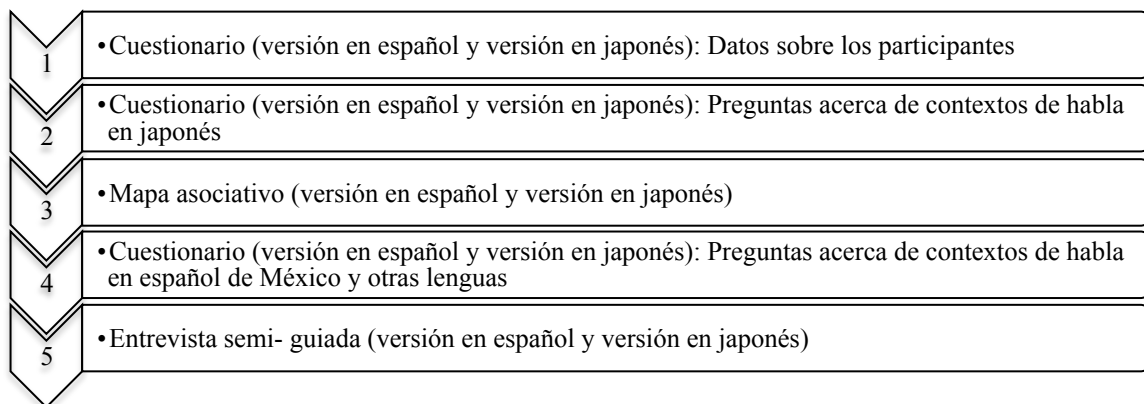 1
•Cuestionario (versión en español y versión en japonés): Datos sobre los participantes
2
•Cuestionario (versión en español y versión en japonés): Preguntas acerca de contextos de habla
en japonés
3
•Mapa asociativo (versión en español y versión en japonés)
4
•Cuestionario (versión en español y versión en japonés): Preguntas acerca de contextos de habla
en español de México y otras lenguas
5
•Entrevista semi- guiada (versión en español y versión en japonés)